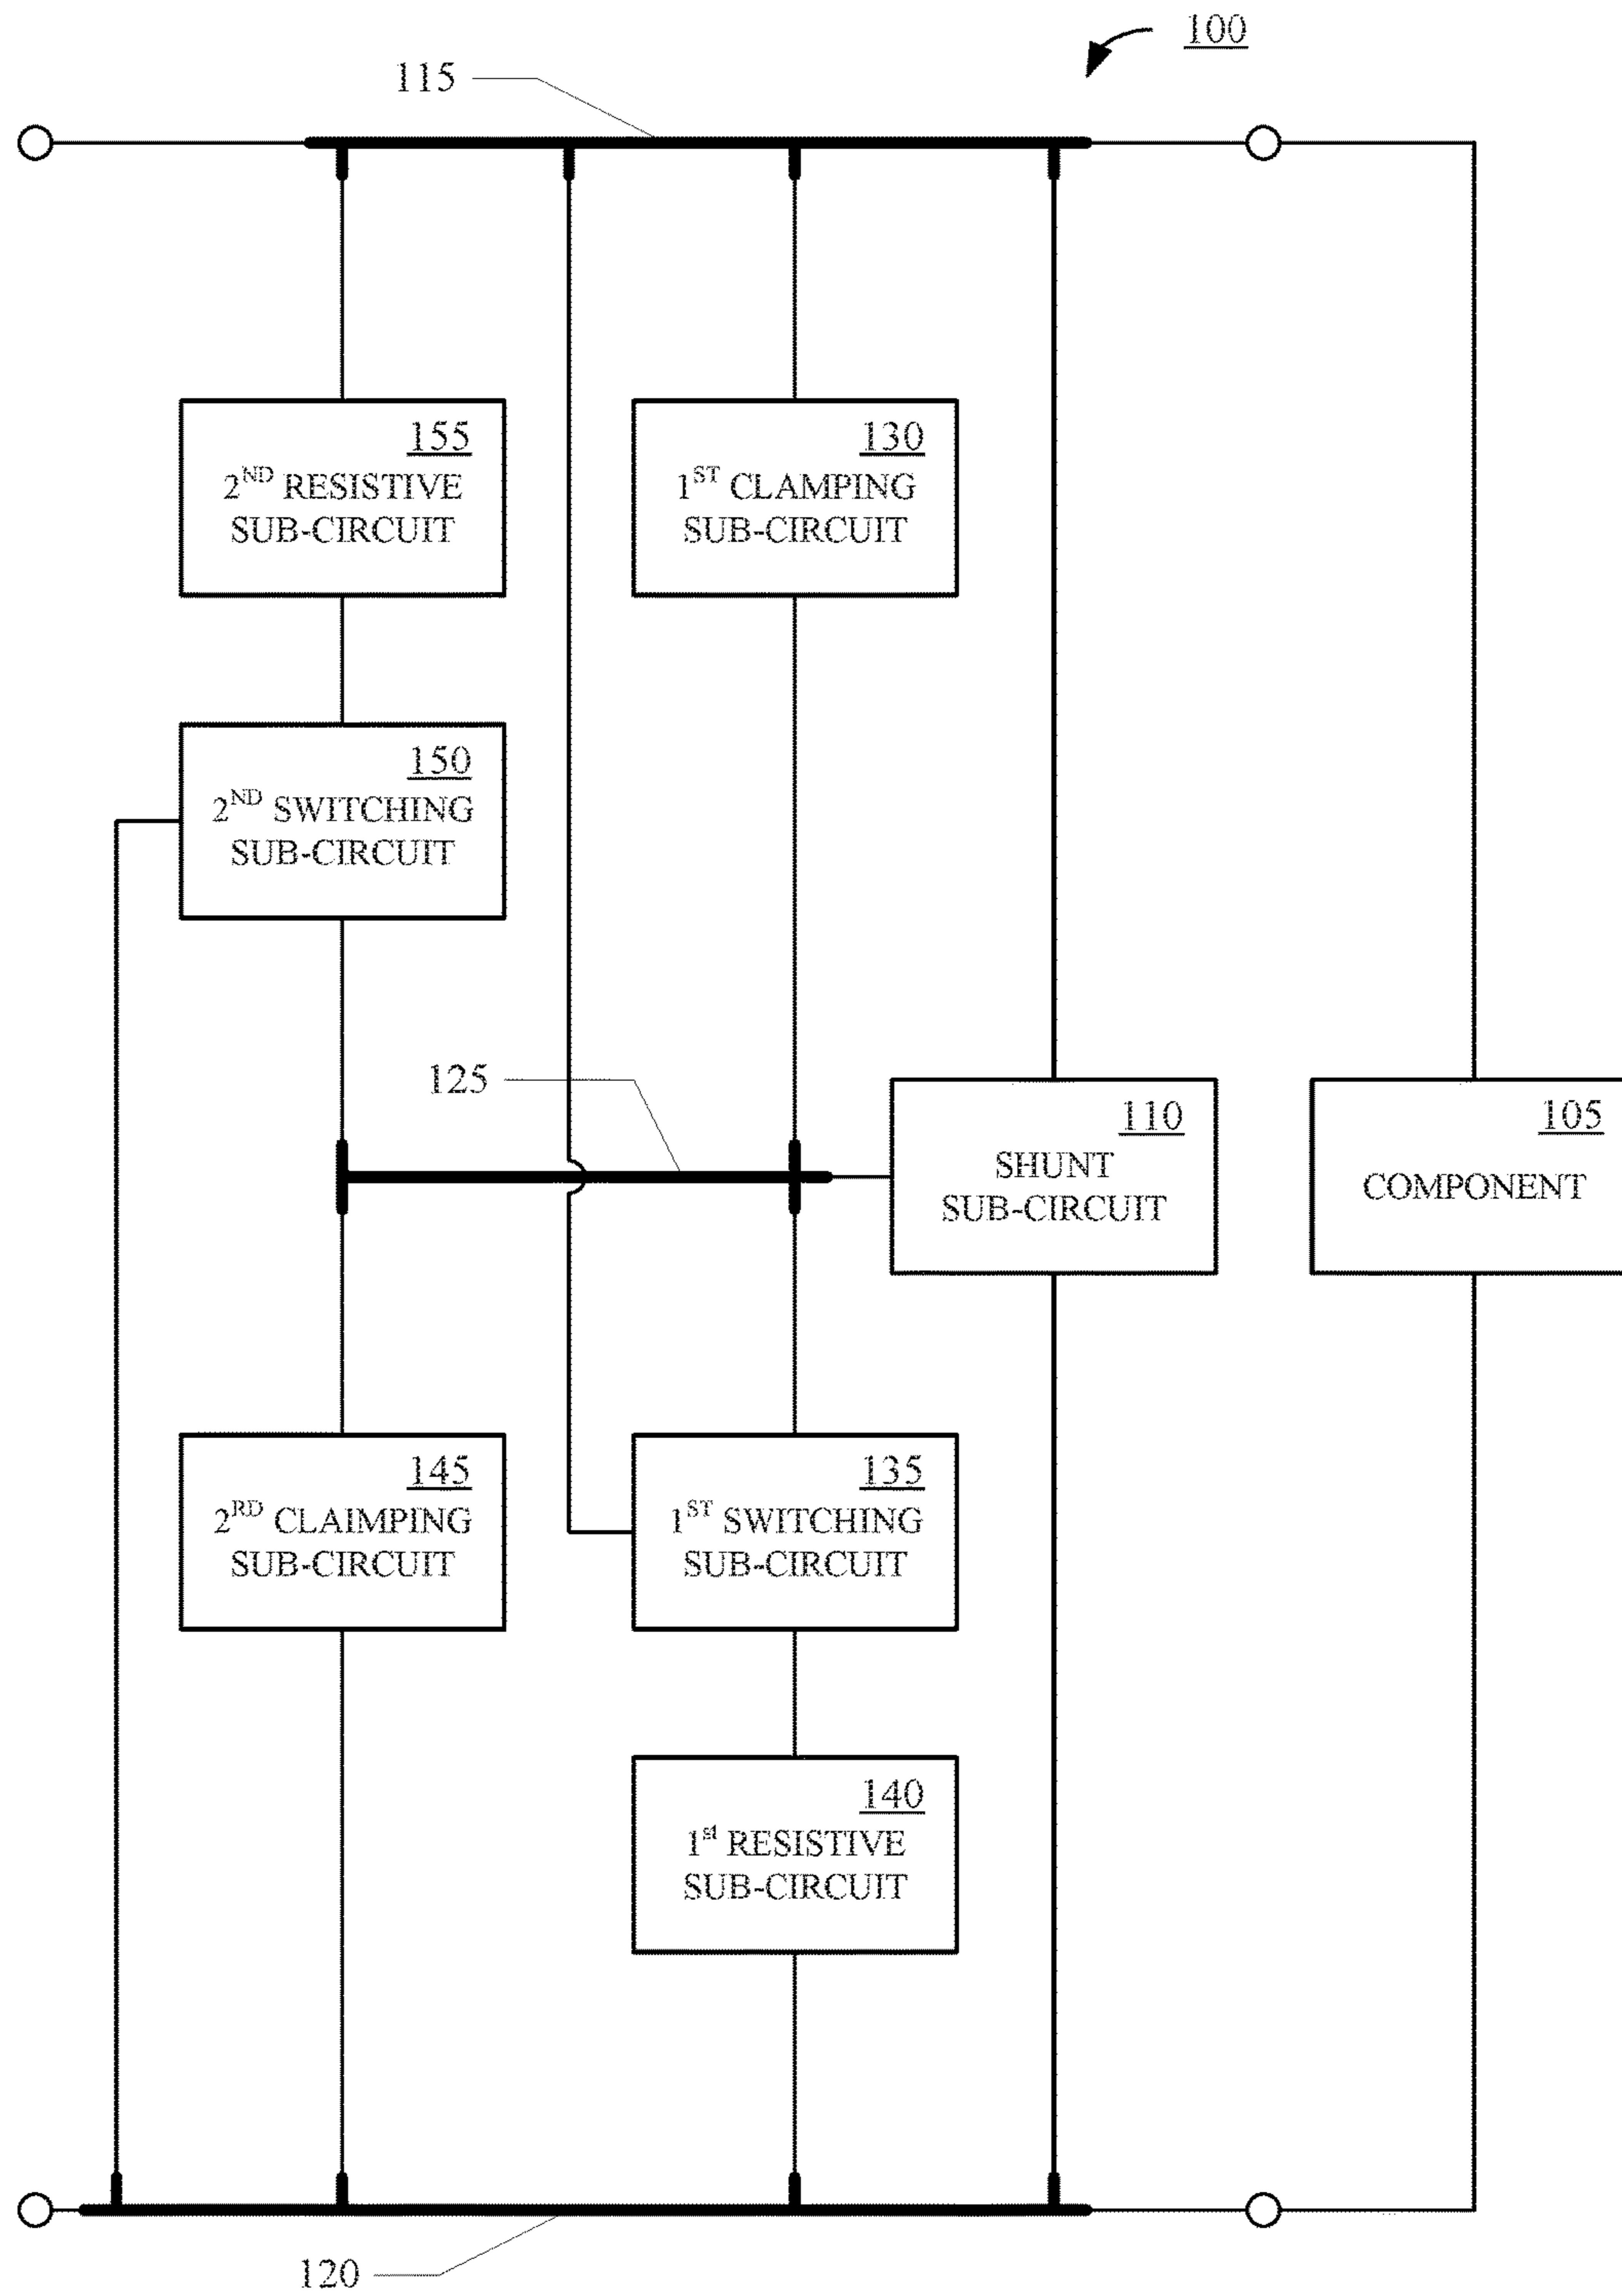 100
115
155
2ND RESISTIVE
SUB-CIRCUIT
130
1ST CLAMPING
SUB-CIRCUIT
150
2ND SWITCHING
SUB-CIRCUIT
125
110
SHUNT
SUB-CIRCUIT
105
COMPONENT
145
2RD CLAIMPING
SUB-CIRCUIT
135
1ST SWITCHING
SUB-CIRCUIT
140
1st RESISTIVE
SUB-CIRCUIT
120